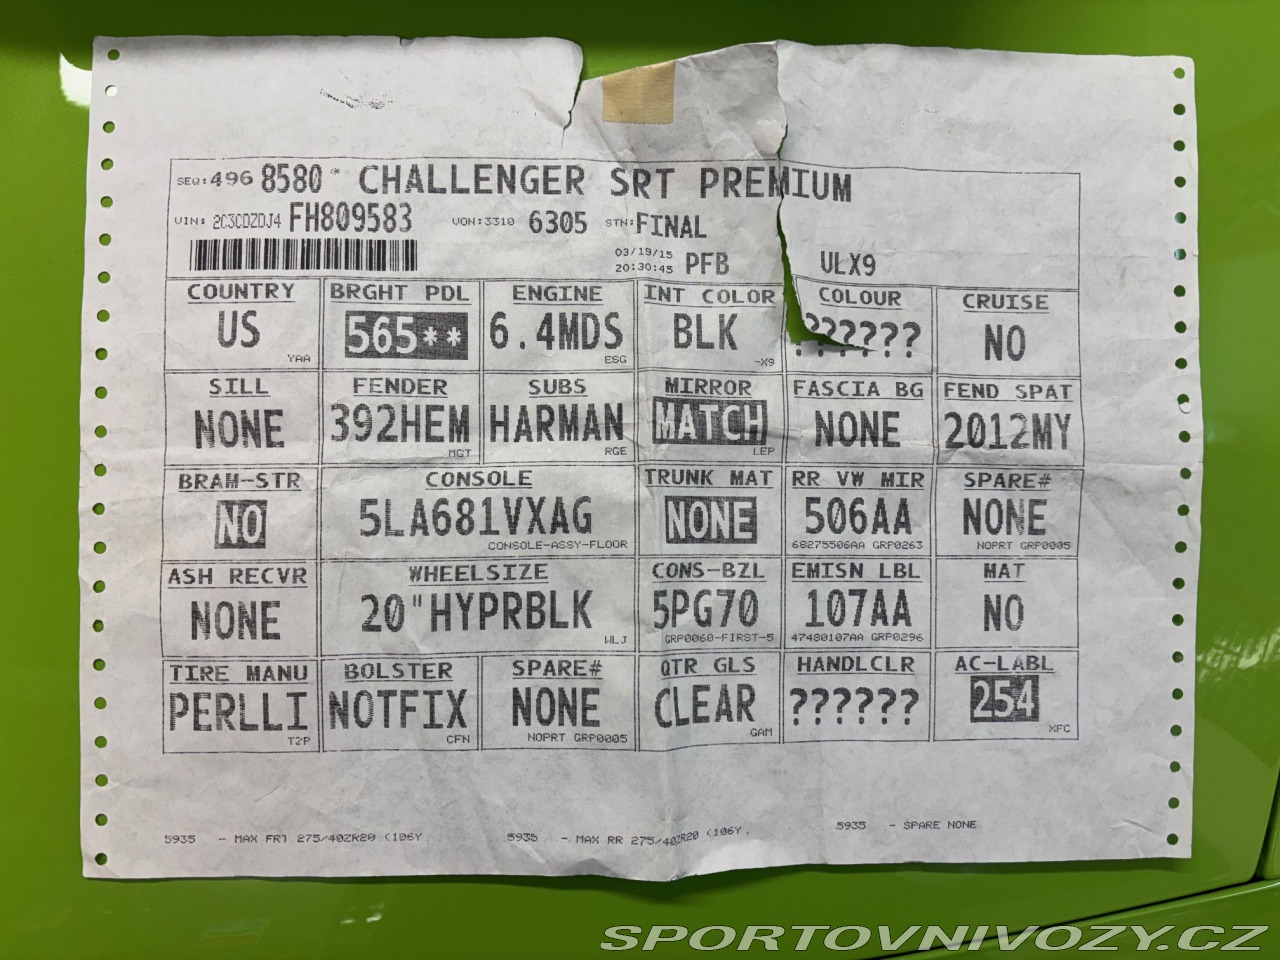 SEQ: 496 8580 * CHALLENGER SRT PREMIUM
VIN: 2C3CDZDJ4 FH809583 VON: 3310 6305 STN: FINAL
03/19/15
20:30:45 PFB ULX9
COUNTRY BRGHT PDL ENGINE INT COLOR COLOUR CRUISE
US 565** 6.4MDS BLK ?????? NO
YAA ESG -X9
SILL FENDER SUBS MIRROR FASCIA BG FEND SPAT
NONE 392HEM HARMAN MATCH NONE 2012MY
MGT RGE LEP
BRAM-STR CONSOLE TRUNK MAT RR VW MIR SPARE#
NO 5LA681VXAG NONE 506AA NONE
CONSOLE-ASSY-FLOOR 68275506AA GRP0263 NOPRT GRP0005
ASH RECVR WHEELSIZE CONS-BZL EMISN LBL MAT
NONE 20"HYPRBLK 5PG70 107AA NO
WLJ GRP0060-FIRST-5 47480107AA GRP0296
TIRE MANU BOLSTER SPARE# QTR GLS HANDLCLR AC-LABL
PERLLI NOTFIX NONE CLEAR ?????? 254
TZP CFN NOPRT GRP0005 GAM XFC
5935 - MAX FRT 275/40ZR20 (106Y 5935 - MAX RR 275/40ZR20 (106Y 5935 - SPARE NONE
SPORTOVNIVOZY.CZ